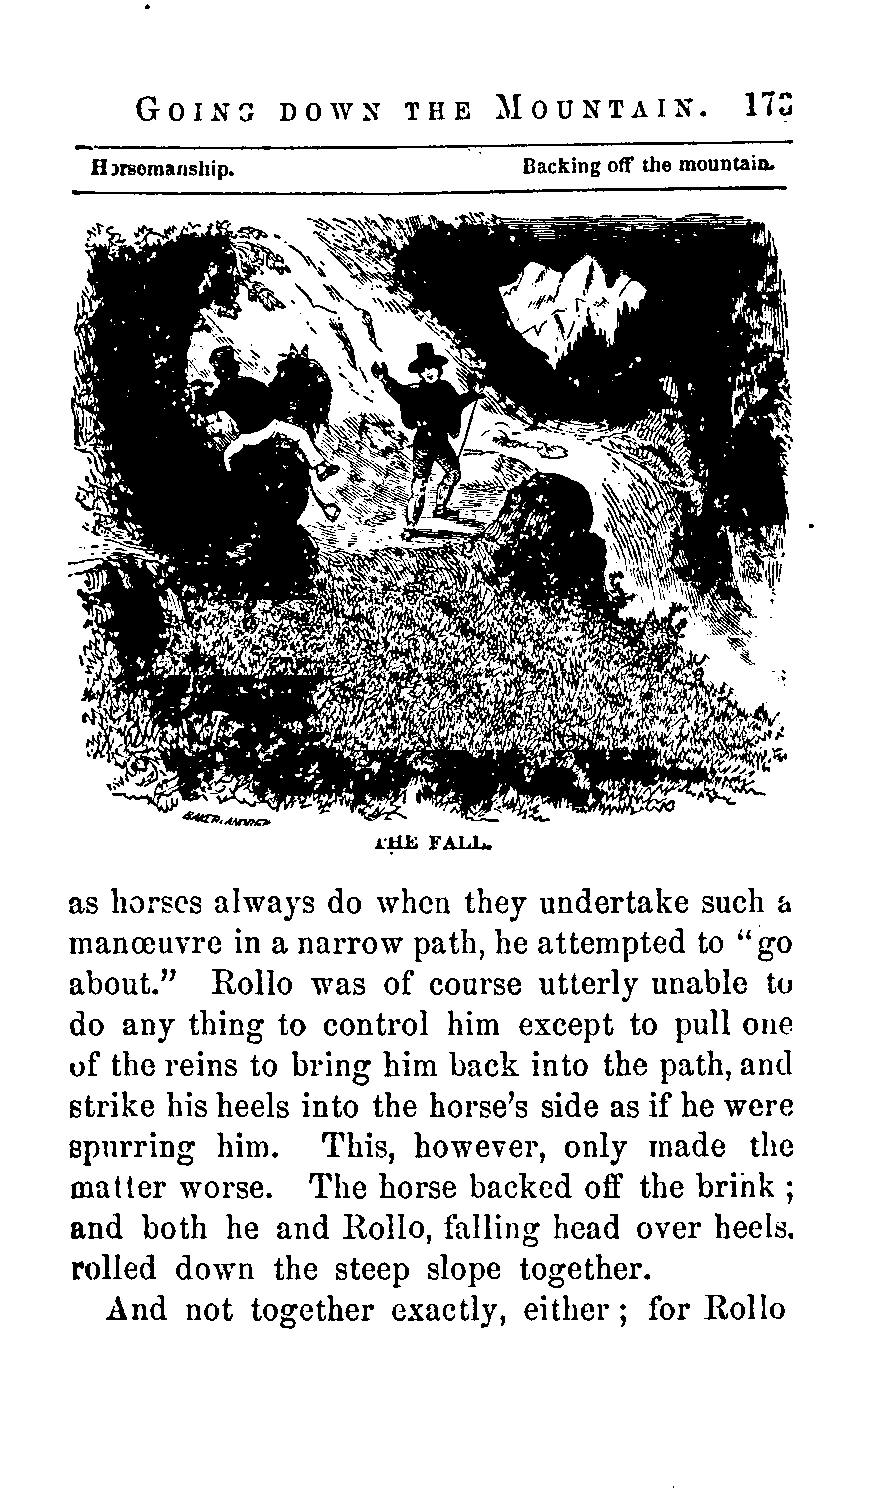 GOING DOWN THE MOUNTAIN. 173
Horsemanship. Backing off the mountain.
BAKER. ANDREW
THE FALL.
as horses always do when they undertake such a
manœuvre in a narrow path, he attempted to “go
about.” Rollo was of course utterly unable to
do any thing to control him except to pull one
of the reins to bring him back into the path, and
strike his heels into the horse’s side as if he were
spurring him. This, however, only made the
matter worse. The horse backed off the brink ;
and both he and Rollo, falling head over heels.
rolled down the steep slope together.
And not together exactly, either ; for Rollo